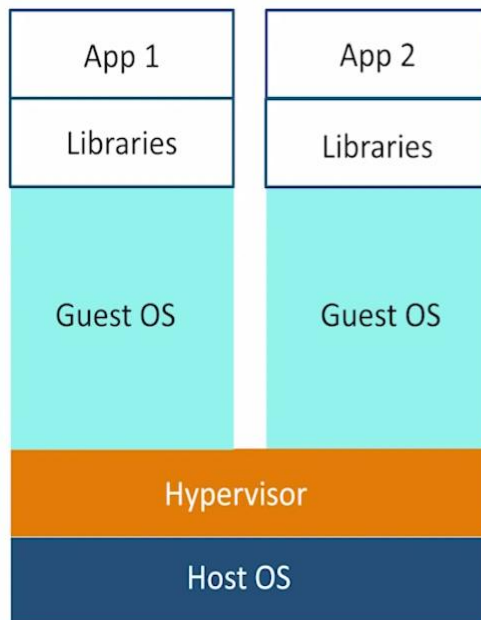 App 1
App 2
Libraries
Libraries
Guest OS
Guest OS
Hypervisor
Host OS